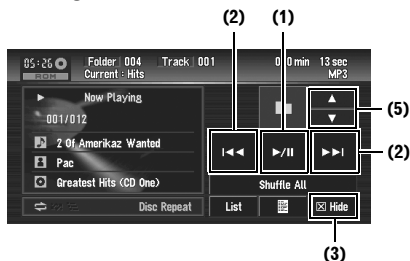 (2) (1)
05:26 Folder 004 Track 001 0 min 13 sec
ROM Current : Hits MP3
Now Playing
001/012
(5)
2 Of Amerikaz Wanted
Pac
(2)
Greatest Hits (CD One)
Shuffle All
Disc Repeat List Hide
(3)